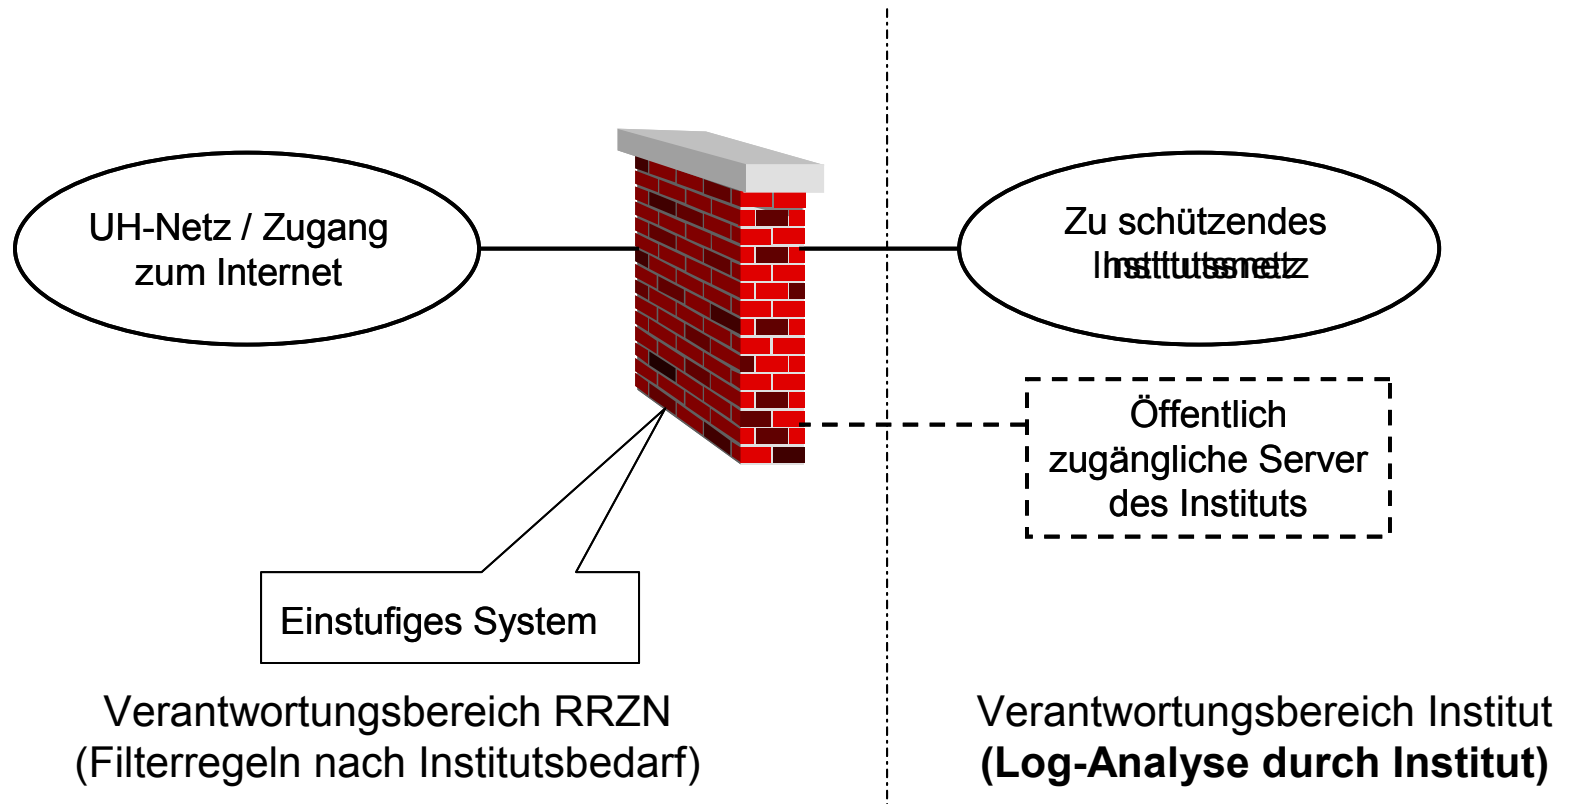 UH-Netz / Zugang
zum Internet
Zu schützendes
Institutsnetz
Öffentlich
zugängliche Server
des Instituts
Einstufiges System
Verantwortungsbereich RRZN
(Filterregeln nach Institutsbedarf)
Verantwortungsbereich Institut
(Log-Analyse durch Institut)